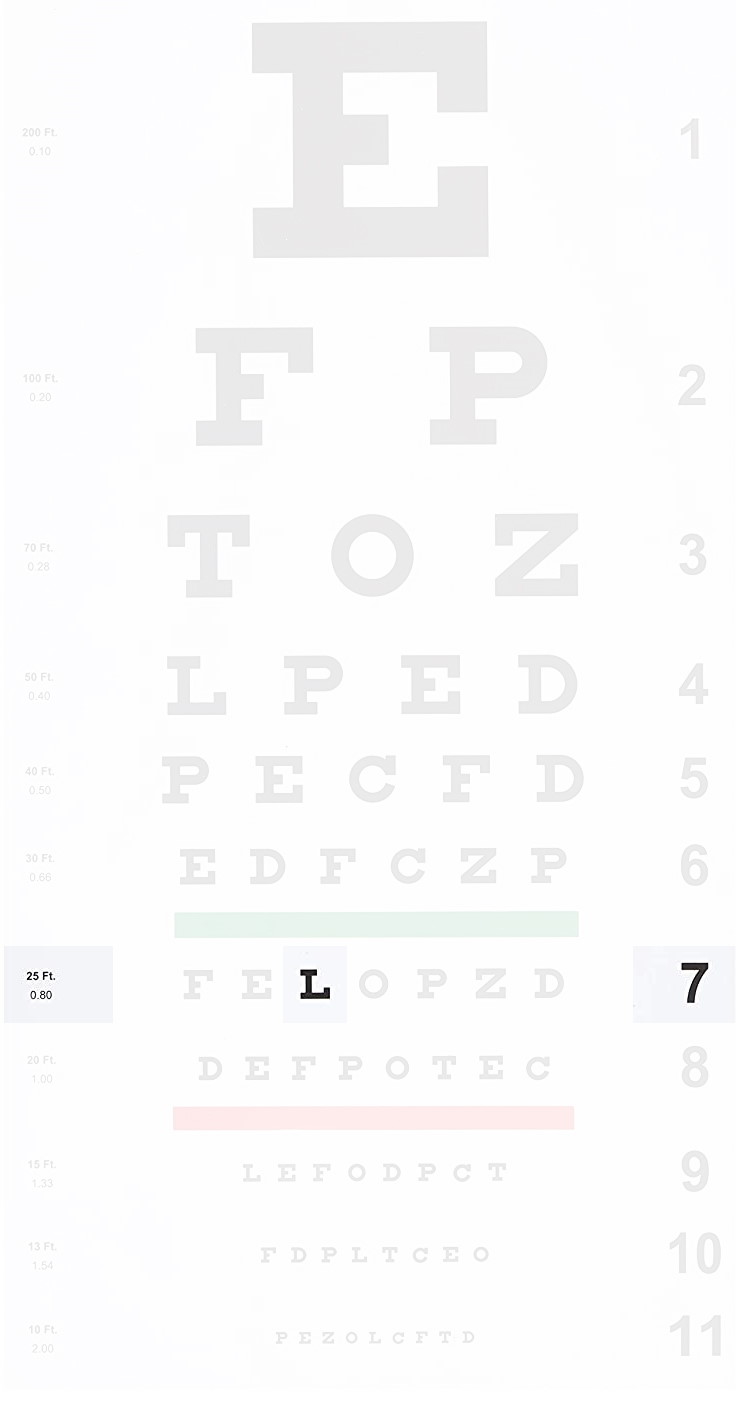 E
200 Ft.
0.10
1
F P
100 Ft.
0.20
2
T O Z
70 Ft.
0.28
3
L P E D
50 Ft.
0.40
4
P E C F D
40 Ft.
0.50
5
E D F C Z P
30 Ft.
0.66
6
F E L O P Z D
25 Ft.
0.80
7
D E F P O T E C
20 Ft.
1.00
8
L E F O D P C T
15 Ft.
1.33
9
F D P L T C E O
13 Ft.
1.54
10
P E Z O L C F T D
10 Ft.
2.00
11